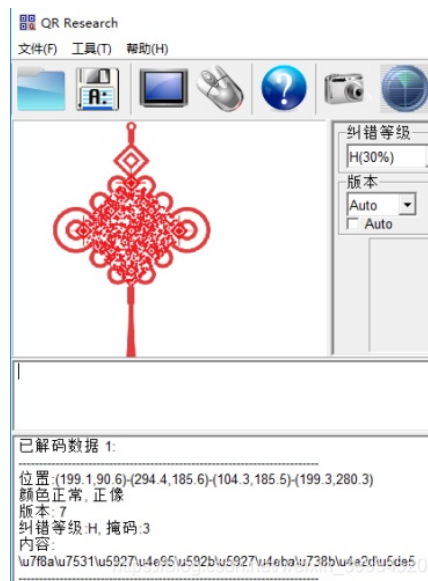 QR Research
文件(F) 工具(T) 帮助(H)
A:
?
纠错等级
H(30%)
版本
Auto
Auto
已解码数据 1:
位置:(199.1,90.6)-(294.4,185.6)-(104.3,185.5)-(199.3,280.3)
颜色正常, 正像
版本: 7
纠错等级:H, 掩码:3
内容:
\u7f8a\u7531\u5927\u4e95\u592b\u5927\u4eba\u738b\u4e2d\u5de5